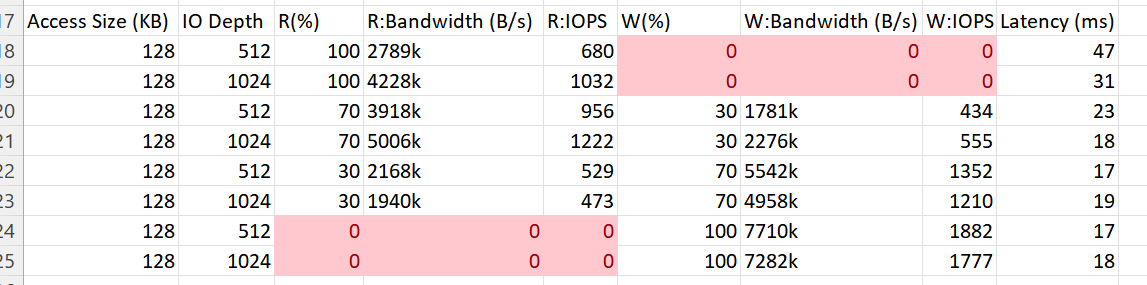 17 Access Size (KB) IO Depth R(%) R:Bandwidth (B/s) R:IOPS W(%) W:Bandwidth (B/s) W:IOPS Latency (ms)
18 128 512 100 2789k 680 0 0 0 47
19 128 1024 100 4228k 1032 0 0 0 31
20 128 512 70 3918k 956 30 1781k 434 23
21 128 1024 70 5006k 1222 30 2276k 555 18
22 128 512 30 2168k 529 70 5542k 1352 17
23 128 1024 30 1940k 473 70 4958k 1210 19
24 128 512 0 0 0 100 7710k 1882 17
25 128 1024 0 0 0 100 7282k 1777 18